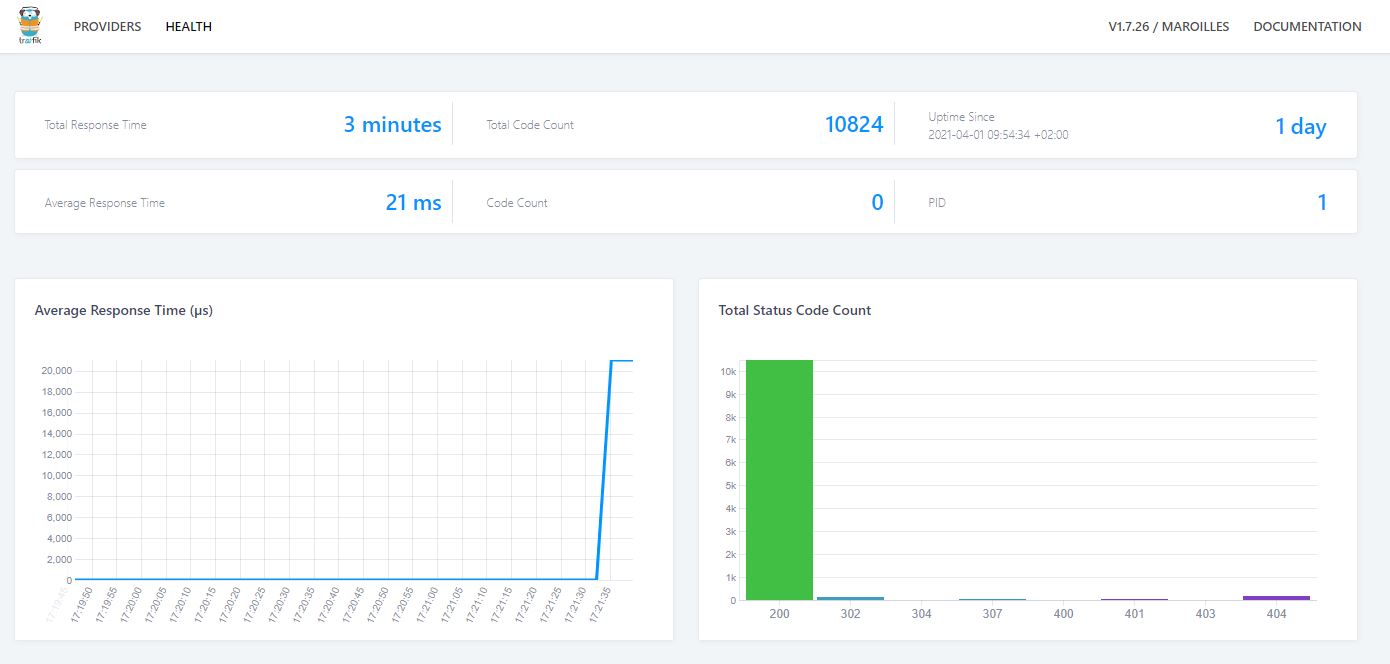 træfik
PROVIDERS
HEALTH
V1.7.26 / MAROILLES
DOCUMENTATION
Total Response Time
3 minutes
Total Code Count
10824
Uptime Since
2021-04-01 09:54:34 +02:00
1 day
Average Response Time
21 ms
Code Count
0
PID
1
Average Response Time (µs)
20,000
18,000
16,000
14,000
12,000
10,000
8,000
6,000
4,000
2,000
0
17:19:45
17:19:50
17:19:55
17:20:00
17:20:05
17:20:10
17:20:15
17:20:20
17:20:25
17:20:30
17:20:35
17:20:40
17:20:45
17:20:50
17:20:55
17:21:00
17:21:05
17:21:10
17:21:15
17:21:20
17:21:25
17:21:30
17:21:35
Total Status Code Count
10k
9k
8k
7k
6k
5k
4k
3k
2k
1k
0
200
302
304
307
400
401
403
404